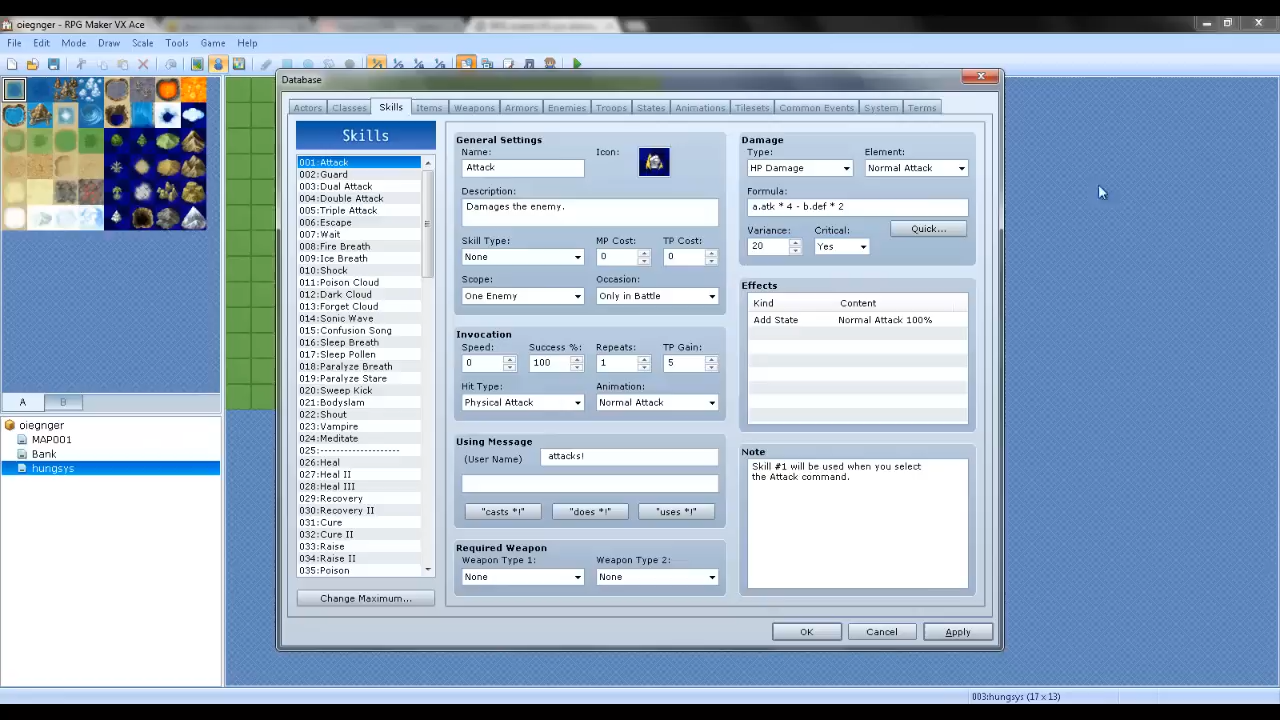 oiegnger - RPG Maker VX Ace
File Edit Mode Draw Scale Tools Game Help
Database
Actors Classes Skills Items Weapons Armors Enemies Troops States Animations Tilesets Common Events System Terms
Skills
001:Attack
002:Guard
003:Dual Attack
004:Double Attack
005:Triple Attack
006:Escape
007:Wait
008:Fire Breath
009:Ice Breath
010:Shock
011:Poison Cloud
012:Dark Cloud
013:Forget Cloud
014:Sonic Wave
015:Confusion Song
016:Sleep Breath
017:Sleep Pollen
018:Paralyze Breath
019:Paralyze Stare
020:Sweep Kick
021:Bodyslam
022:Shout
023:Vampire
024:Meditate
025:--------------------
026:Heal
027:Heal II
028:Heal III
029:Recovery
030:Recovery II
031:Cure
032:Cure II
033:Raise
034:Raise II
035:Poison
Change Maximum...
General Settings
Name: Icon:
Attack
Description:
Damages the enemy.
Skill Type: MP Cost: TP Cost:
None 0 0
Scope: Occasion:
One Enemy Only in Battle
Invocation
Speed: Success %: Repeats: TP Gain:
0 100 1 5
Hit Type: Animation:
Physical Attack Normal Attack
Using Message
(User Name) attacks!
"casts *!" "does *!" "uses *!"
Required Weapon
Weapon Type 1: Weapon Type 2:
None None
Damage
Type: Element:
HP Damage Normal Attack
Formula:
a.atk * 4 - b.def * 2
Variance: Critical: Quick...
20 Yes
Effects
Kind Content
Add State Normal Attack 100%
Note
Skill #1 will be used when you select
the Attack command.
OK Cancel Apply
A B
oiegnger
MAP001
Bank
hungsys
003:hungsys (17 x 13)